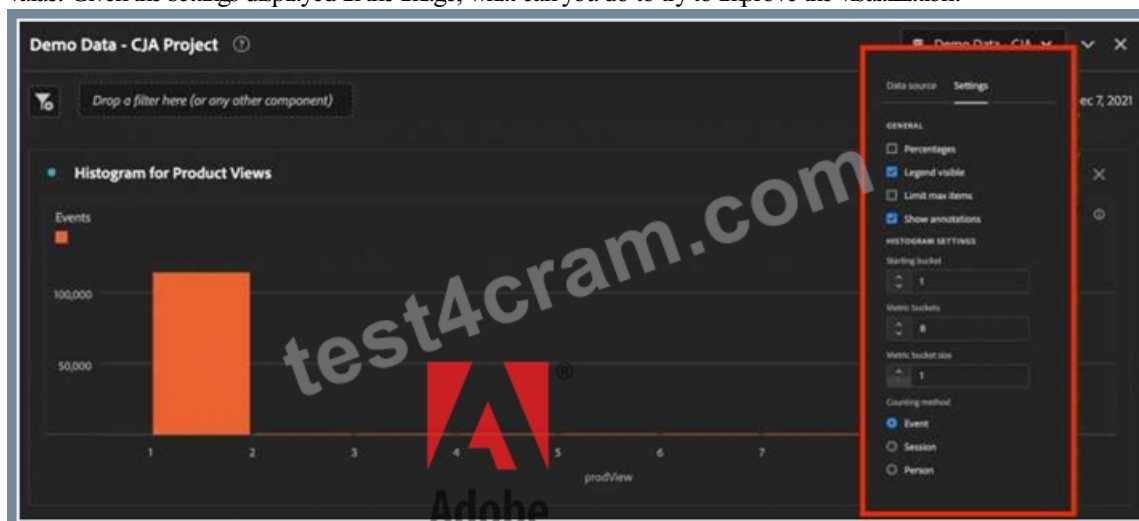 value. Given the settings displayed in the image, what can you do to try to improve the visualization?
Demo Data - CJA Project
Demo Data - CJA
Drop a filter here (or any other component)
ec 7, 2021
Data source Settings
GENERAL
Percentages
Legend visible
Limit max items
Show annotations
HISTOGRAM SETTINGS
Starting bucket
1
Metric buckets
8
Metric bucket size
1
Counting method
Event
Session
Person
Histogram for Product Views
Events
100,000
50,000
1 2 3 4 5 6 7
prodView
test4cram.com
Adobe